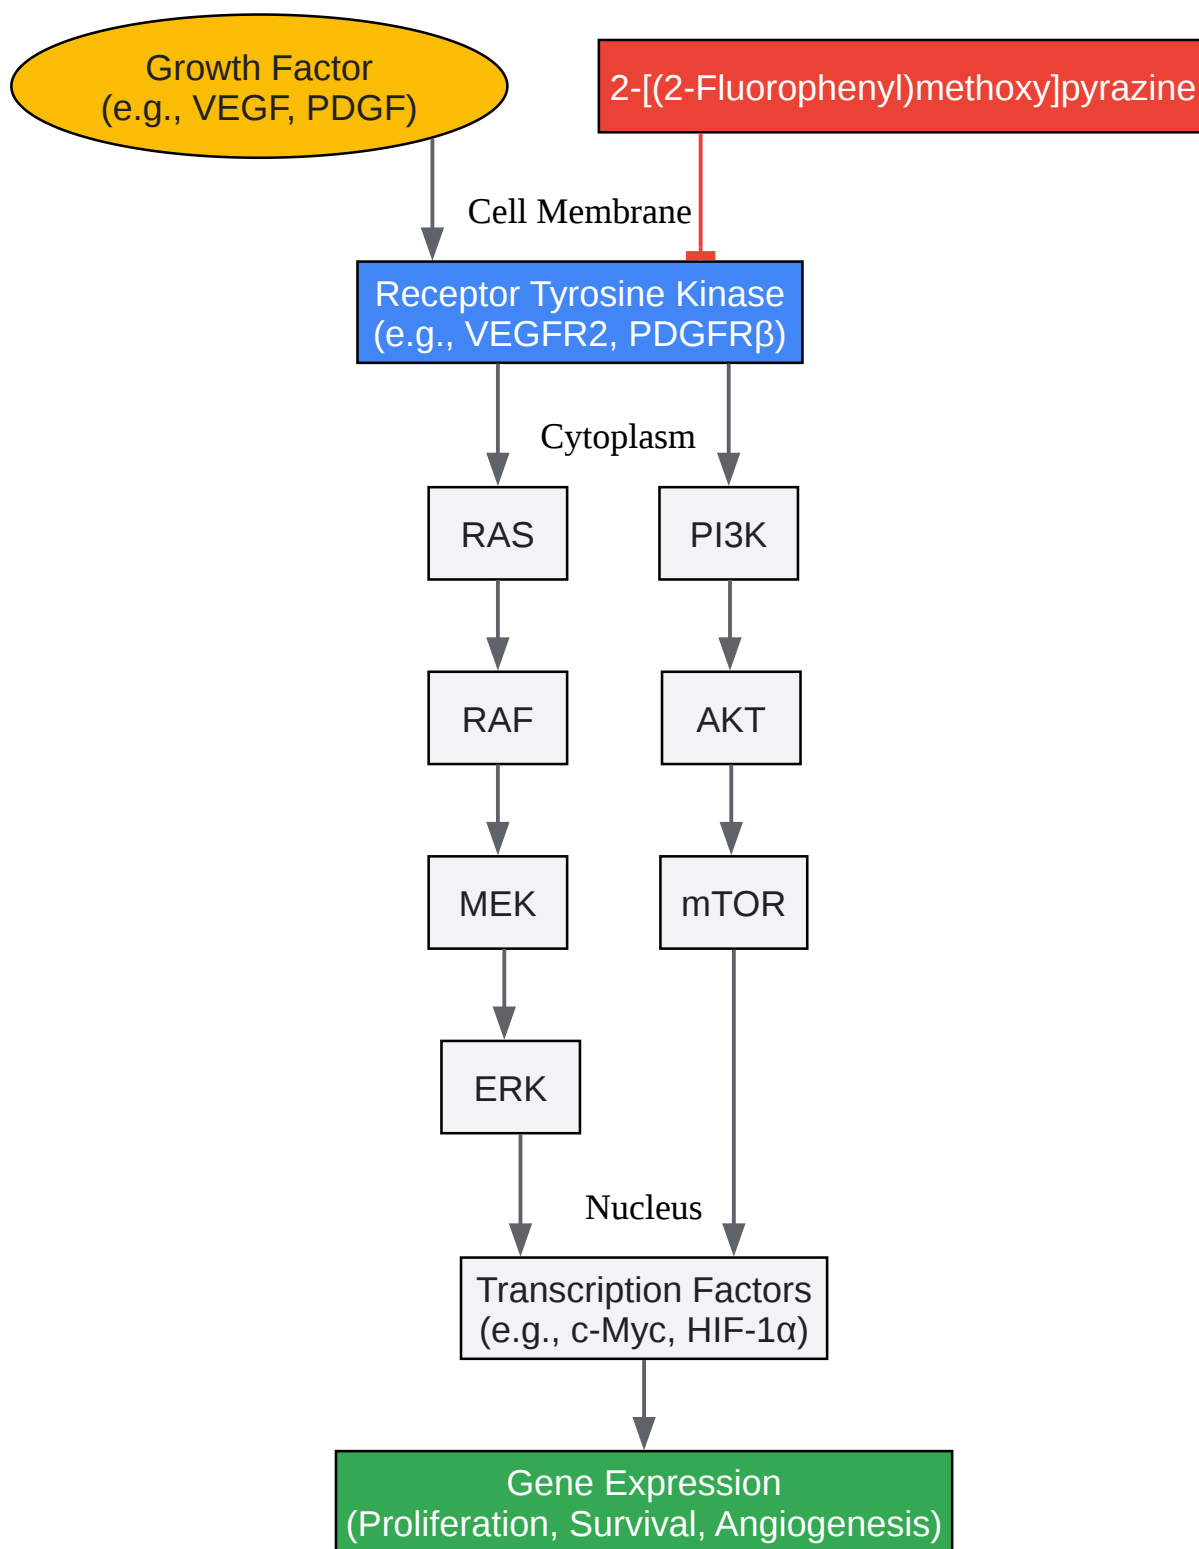 Growth Factor
(e.g., VEGF, PDGF)
2-[(2-Fluorophenyl)methoxy]pyrazine
Cell Membrane
Receptor Tyrosine Kinase
(e.g., VEGFR2, PDGFRβ)
Cytoplasm
RAS
PI3K
RAF
AKT
MEK
mTOR
ERK
Nucleus
Transcription Factors
(e.g., c-Myc, HIF-1α)
Gene Expression
(Proliferation, Survival, Angiogenesis)